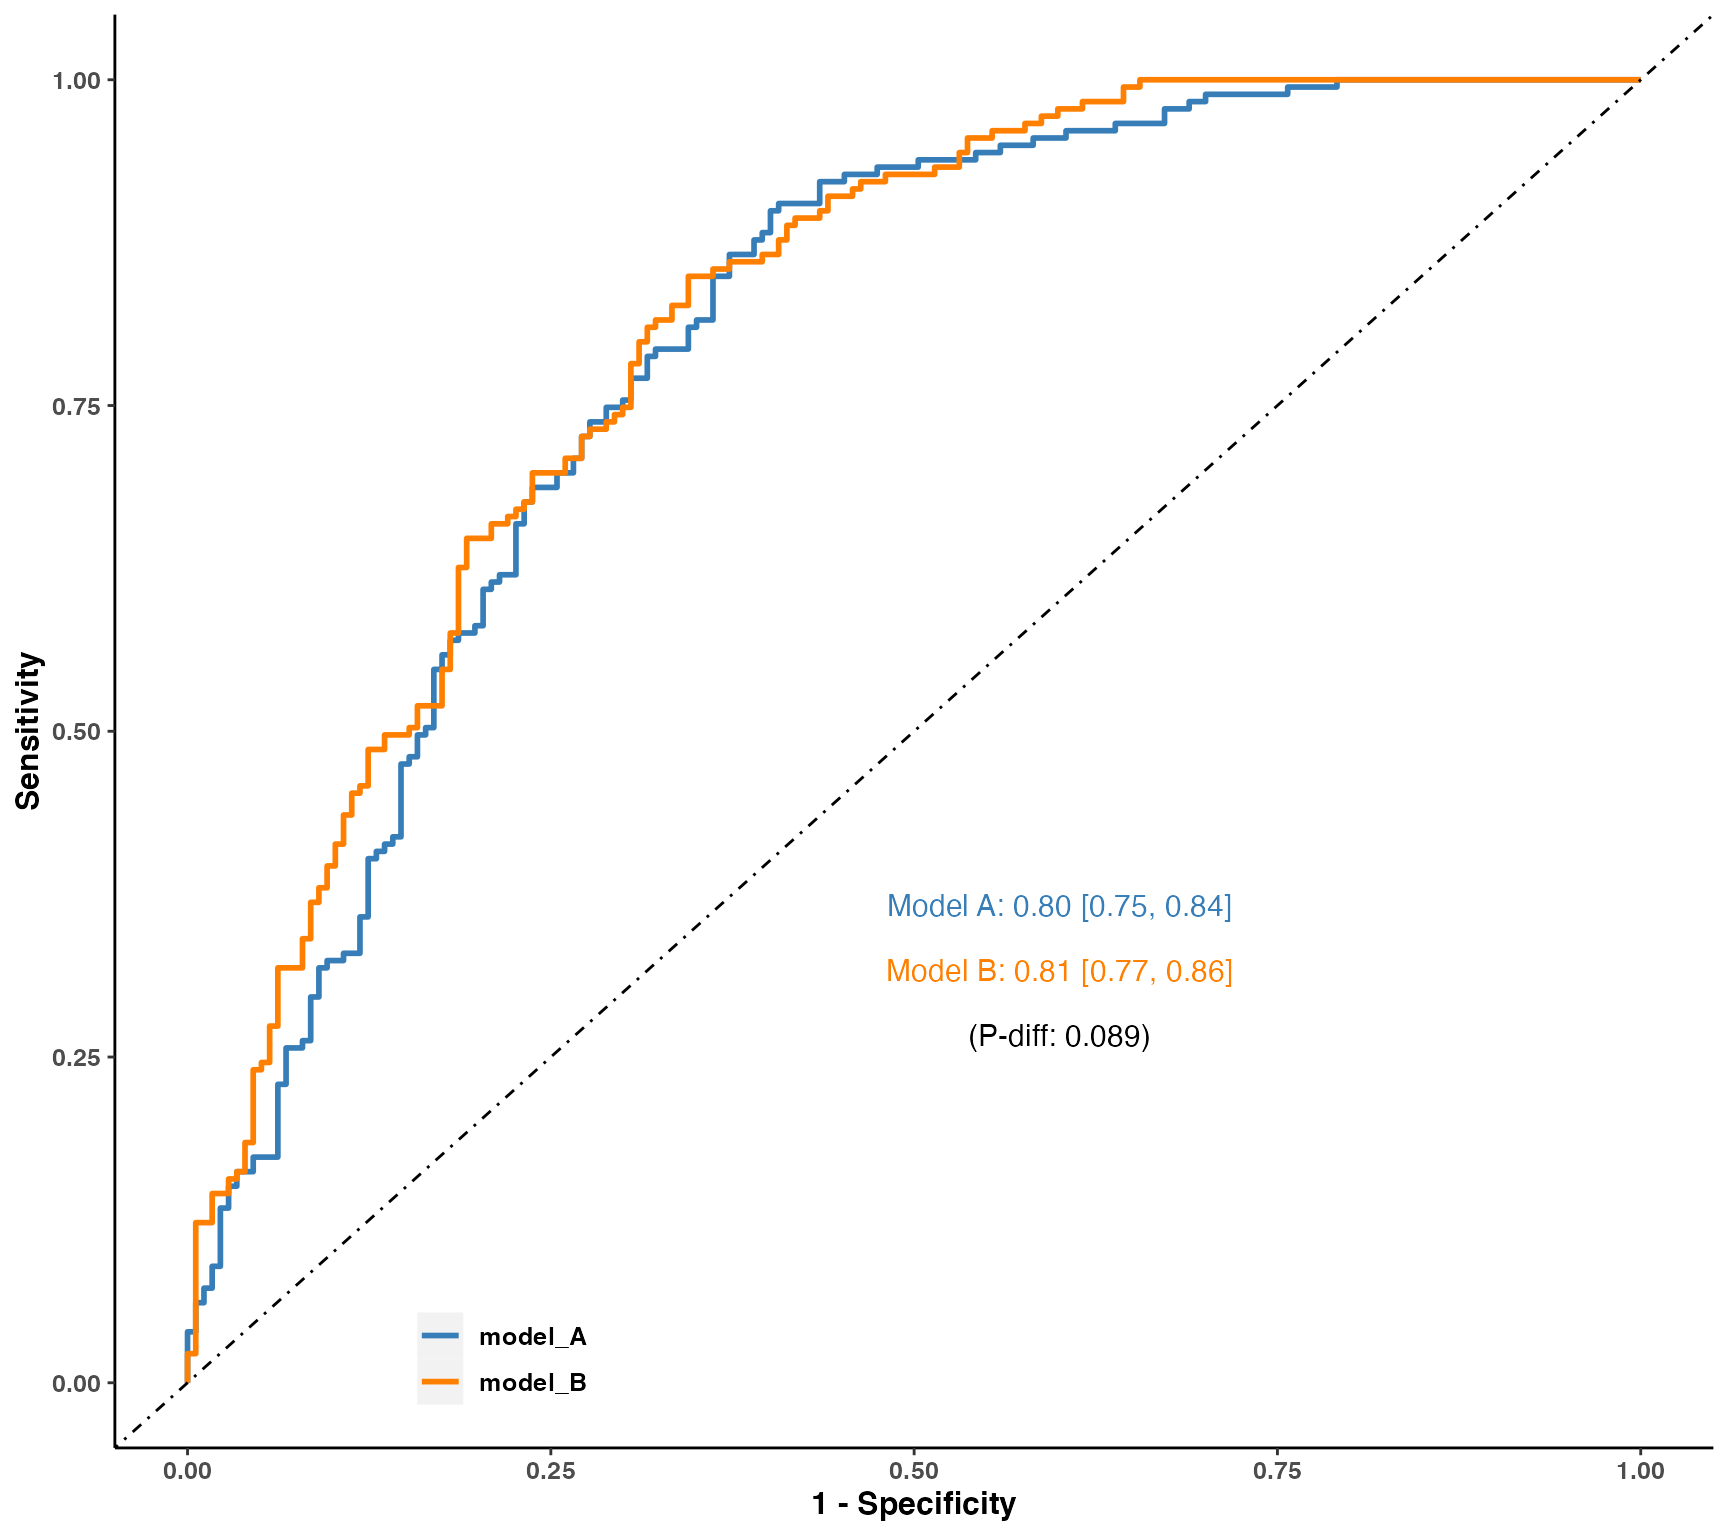 1.00
0.75
0.50
0.25
0.00
Sensitivity
Model A: 0.80 [0.75, 0.84]
Model B: 0.81 [0.77, 0.86]
(P-diff: 0.089)
model_A
model_B
0.00 0.25 0.50 0.75 1.00
1 - Specificity